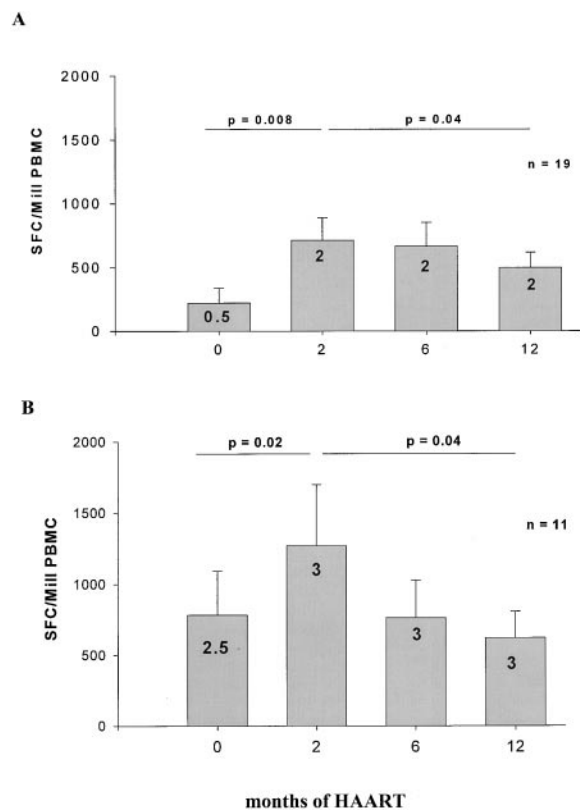 A
2000
p = 0.008 p = 0.04
1500
n = 19
SFC/Mill PBMC
1000
500
0
0.5 2 2 2
0 2 6 12
B
2000
p = 0.02 p = 0.04
1500
n = 11
SFC/Mill PBMC
1000
500
0
2.5 3 3 3
0 2 6 12
months of HAART